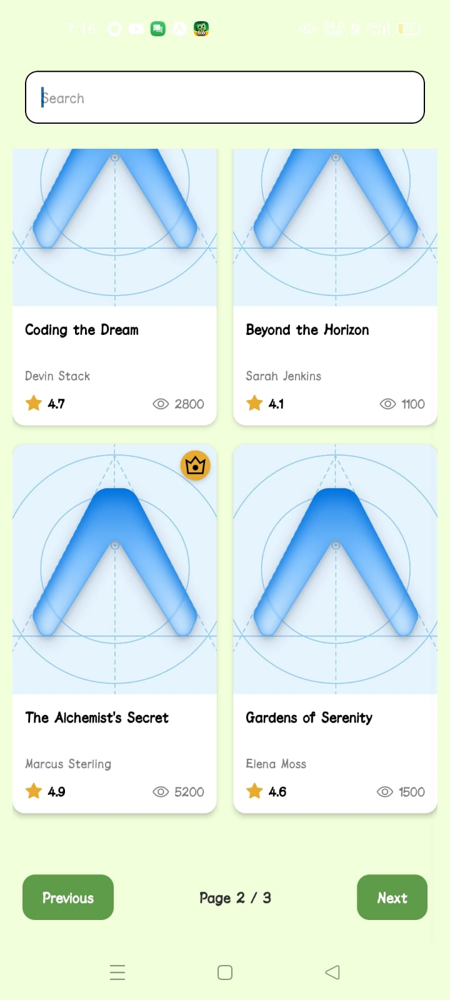 7:16
Search
Coding the Dream
Beyond the Horizon
Devin Stack
Sarah Jenkins
4.7
2800
4.1
1100
The Alchemist's Secret
Gardens of Serenity
Marcus Sterling
Elena Moss
4.9
5200
4.6
1500
Previous
Page 2 / 3
Next